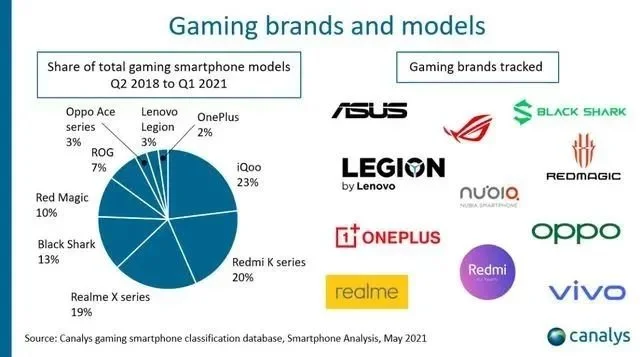 Gaming brands and models
Share of total gaming smartphone models
Q2 2018 to Q1 2021
Oppo Ace
series
3%
Lenovo
Legion
3%
OnePlus
2%
ROG
7%
iQoo
23%
Red Magic
10%
Black Shark
13%
Redmi K series
20%
Realme X series
19%
Gaming brands tracked
ASUS
BLACK SHARK
LEGION
by Lenovo
REDMAGIC
nubia
NUBIA SMARTPHONE
1+ ONEPLUS
oppo
Redmi
realme
vivo
Source: Canalys gaming smartphone classification database, Smartphone Analysis, May 2021
canalys